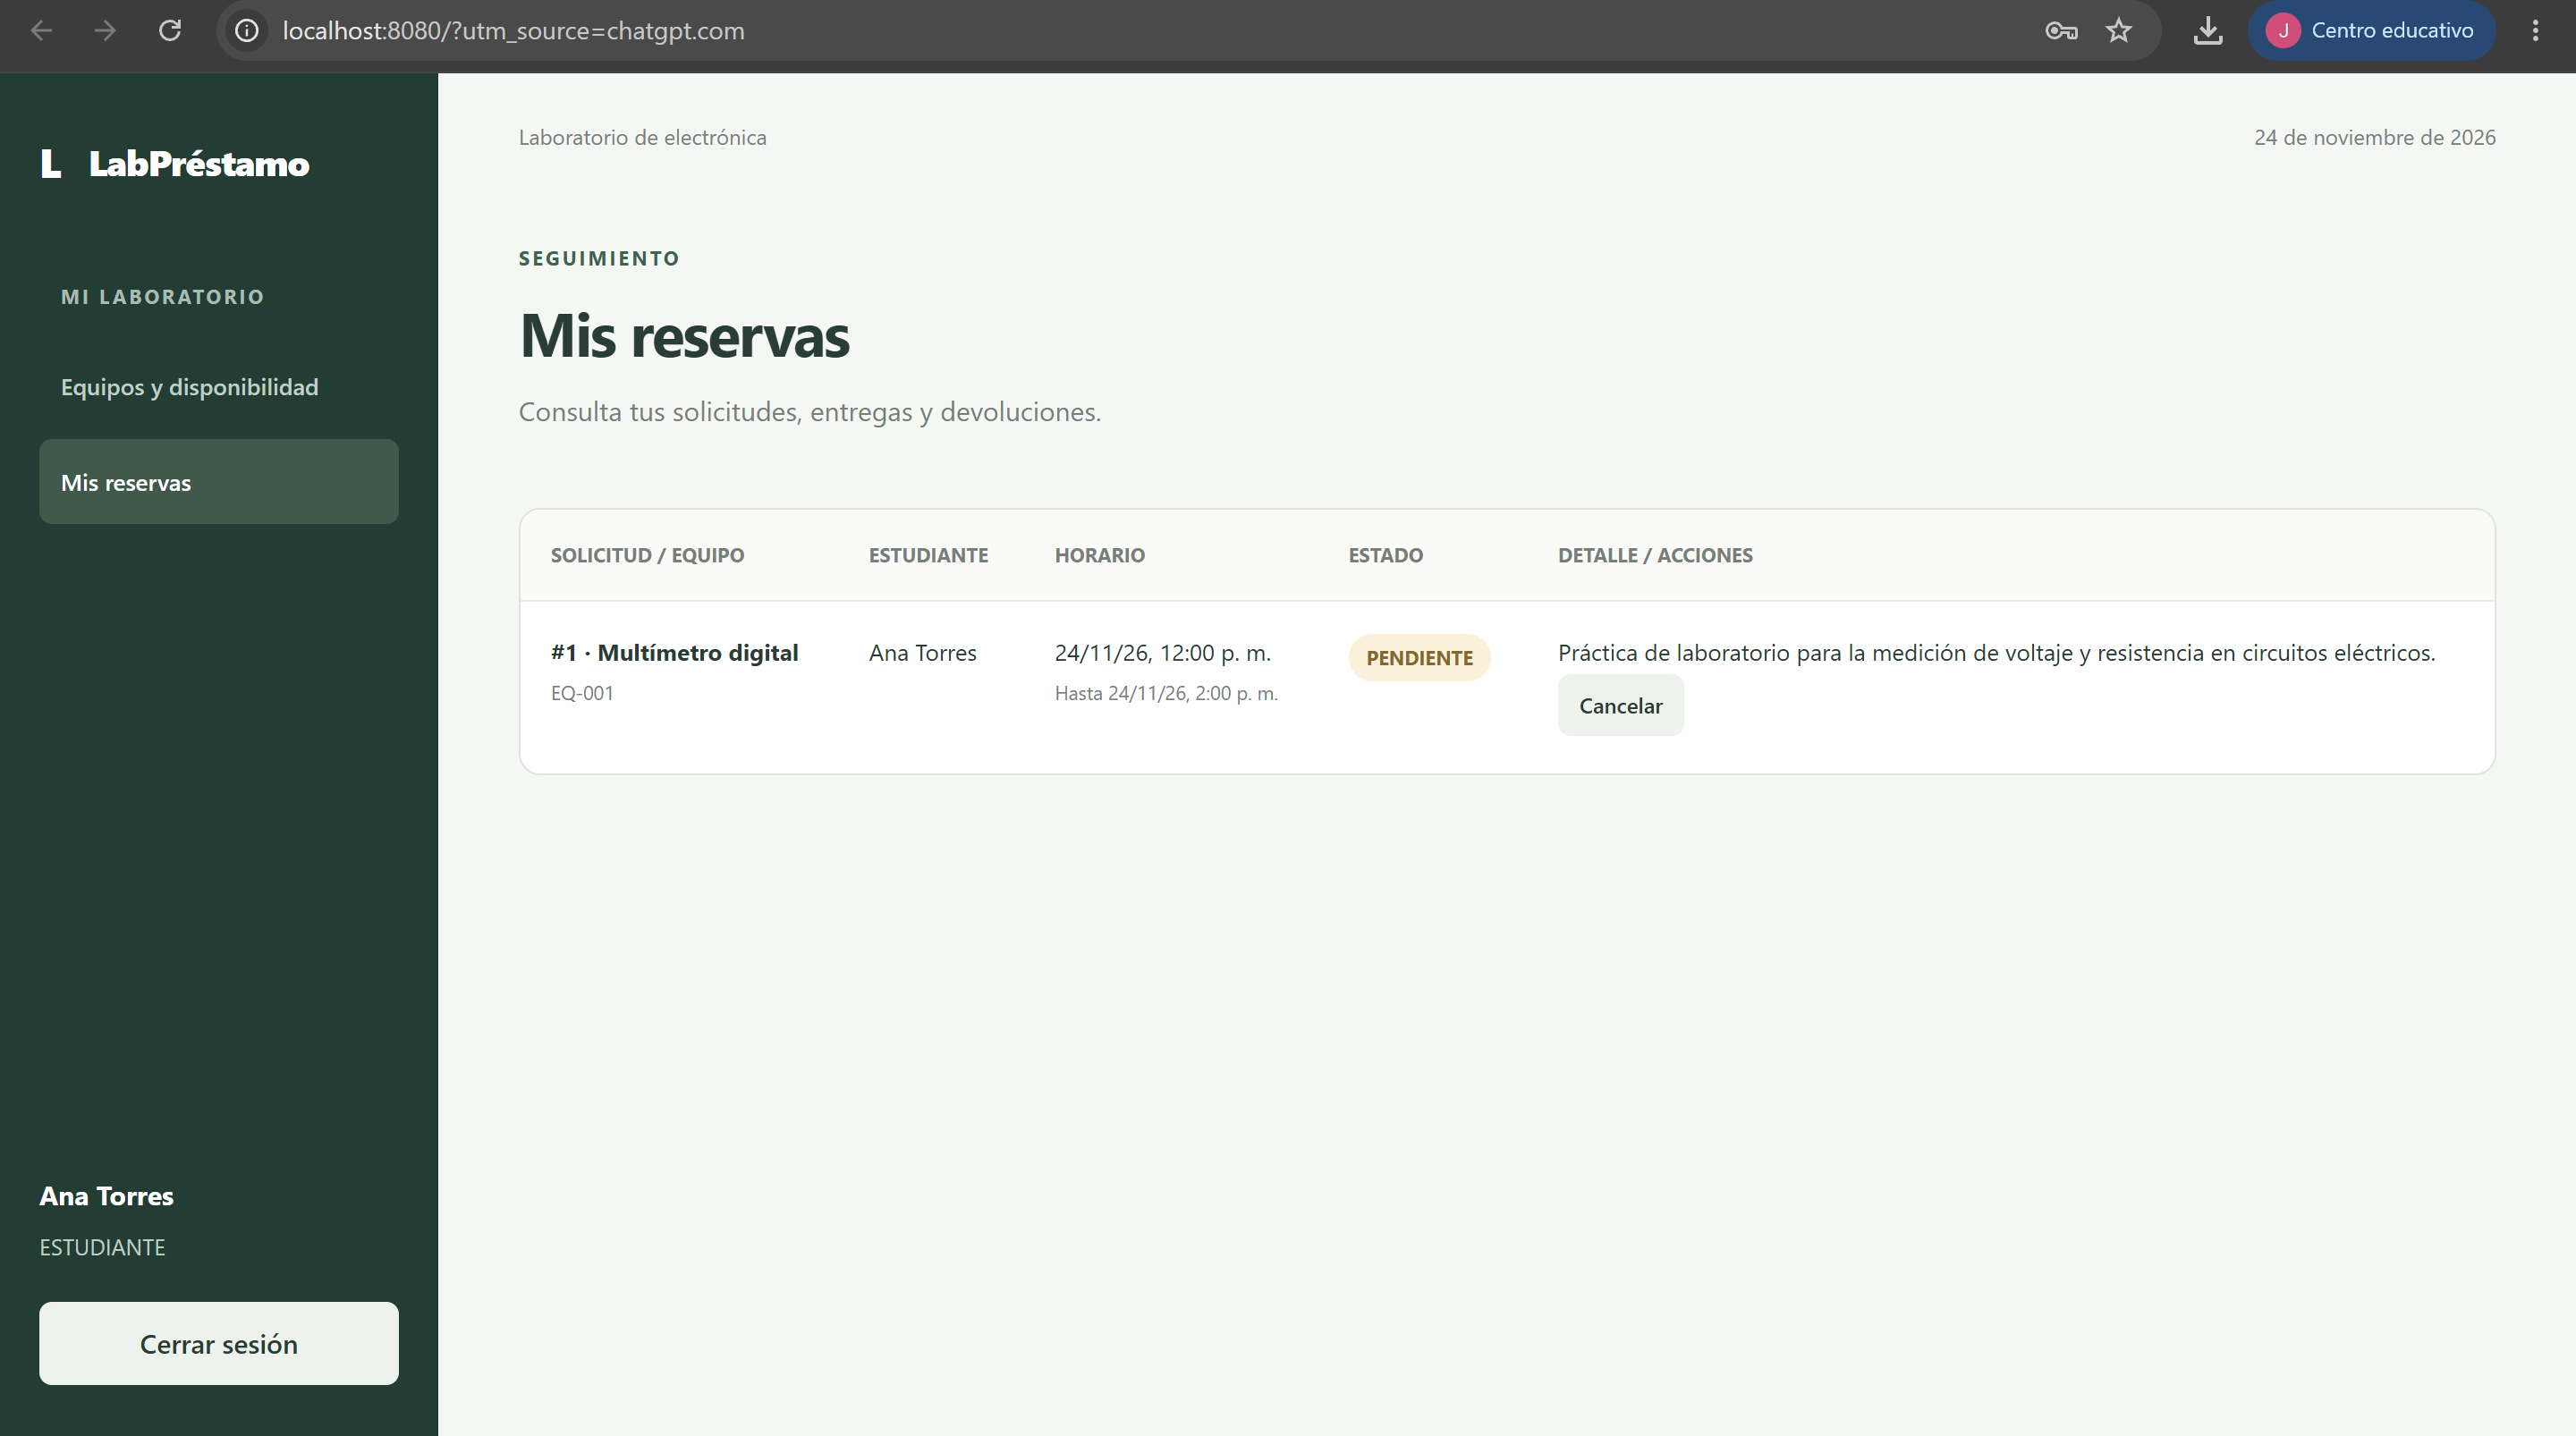 localhost:8080/?utm_source=chatgpt.com
J Centro educativo
L LabPréstamo
MI LABORATORIO
Equipos y disponibilidad
Mis reservas
Ana Torres
ESTUDIANTE
Cerrar sesión
Laboratorio de electrónica
24 de noviembre de 2026
SEGUIMIENTO
Mis reservas
Consulta tus solicitudes, entregas y devoluciones.
SOLICITUD / EQUIPO ESTUDIANTE HORARIO ESTADO DETALLE / ACCIONES
#1 · Multímetro digital Ana Torres 24/11/26, 12:00 p. m. PENDIENTE Práctica de laboratorio para la medición de voltaje y resistencia en circuitos eléctricos.
EQ-001 Hasta 24/11/26, 2:00 p. m. Cancelar